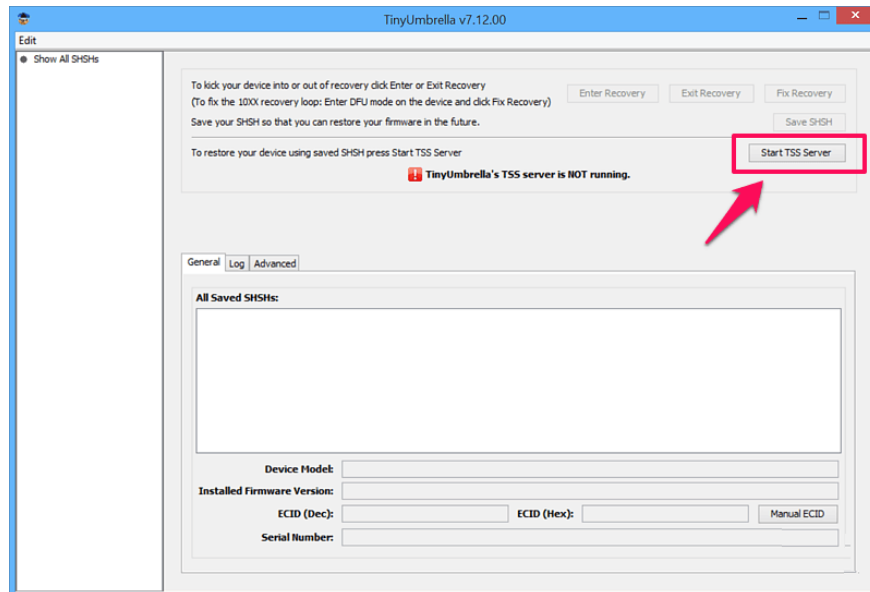 TinyUmbrella v7.12.00
Edit
Show All SHSHs
To kick your device into or out of recovery click Enter or Exit Recovery
(To fix the 10XX recovery loop: Enter DFU mode on the device and click Fix Recovery)
Enter Recovery
Exit Recovery
Fix Recovery
Save your SHSH so that you can restore your firmware in the future.
Save SHSH
To restore your device using saved SHSH press Start TSS Server
Start TSS Server
TinyUmbrella's TSS server is NOT running.
General
Log
Advanced
All Saved SHSHs:
Device Model:
Installed Firmware Version:
ECID (Dec):
ECID (Hex):
Manual ECID
Serial Number: